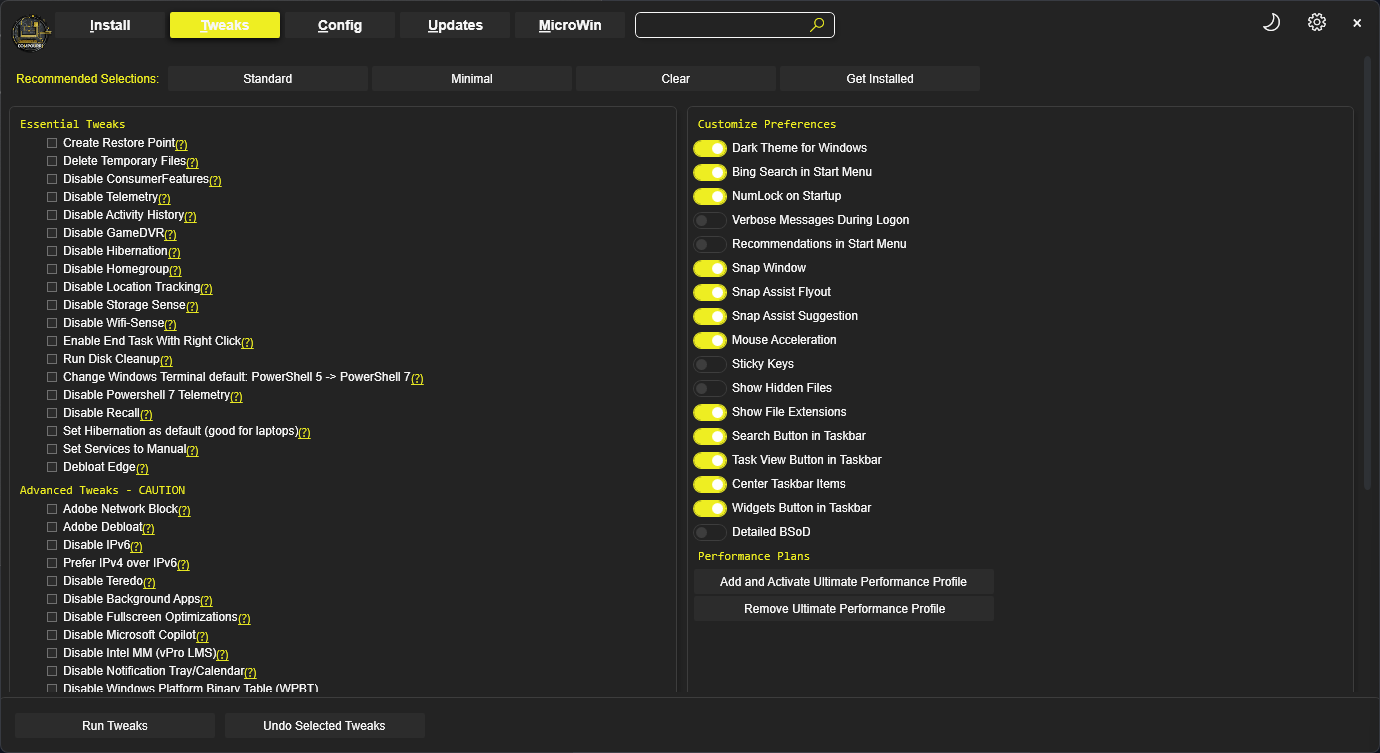 Install
Tweaks
Config
Updates
MicroWin
Recommended Selections:
Standard
Minimal
Clear
Get Installed
Essential Tweaks
Create Restore Point(?)
Delete Temporary Files(?)
Disable ConsumerFeatures(?)
Disable Telemetry(?)
Disable Activity History(?)
Disable GameDVR(?)
Disable Hibernation(?)
Disable Homegroup(?)
Disable Location Tracking(?)
Disable Storage Sense(?)
Disable Wifi-Sense(?)
Enable End Task With Right Click(?)
Run Disk Cleanup(?)
Change Windows Terminal default: PowerShell 5 -> PowerShell 7(?)
Disable Powershell 7 Telemetry(?)
Disable Recall(?)
Set Hibernation as default (good for laptops)(?)
Set Services to Manual(?)
Debloat Edge(?)
Advanced Tweaks - CAUTION
Adobe Network Block(?)
Adobe Debloat(?)
Disable IPv6(?)
Prefer IPv4 over IPv6(?)
Disable Teredo(?)
Disable Background Apps(?)
Disable Fullscreen Optimizations(?)
Disable Microsoft Copilot(?)
Disable Intel MM (vPro LMS)(?)
Disable Notification Tray/Calendar(?)
Disable Windows Platform Binary Table (WPBT)
Customize Preferences
Dark Theme for Windows
Bing Search in Start Menu
NumLock on Startup
Verbose Messages During Logon
Recommendations in Start Menu
Snap Window
Snap Assist Flyout
Snap Assist Suggestion
Mouse Acceleration
Sticky Keys
Show Hidden Files
Show File Extensions
Search Button in Taskbar
Task View Button in Taskbar
Center Taskbar Items
Widgets Button in Taskbar
Detailed BSoD
Performance Plans
Add and Activate Ultimate Performance Profile
Remove Ultimate Performance Profile
Run Tweaks
Undo Selected Tweaks